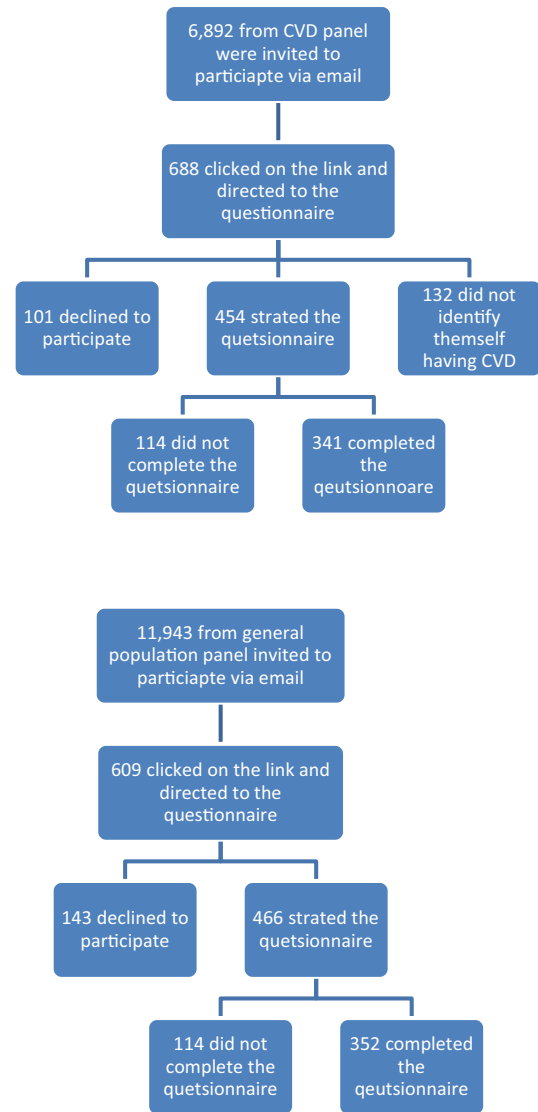 6,892 from CVD panel
were invited to
particiapte via email
688 clicked on the link and
directed to the
questionnaire
101 declined to
participate
454 strated the
quetsionnaire
132 did not
identify
themself
having CVD
114 did not
complete the
quetsionnaire
341 completed
the
qeutsionnoare
11,943 from general
population panel invited to
particiapte via email
609 clicked on the link and
directed to the
questionnaire
143 declined to
participate
466 strated the
quetsionnaire
114 did not
complete the
quetsionnaire
352 completed
the
qeutsionnaire